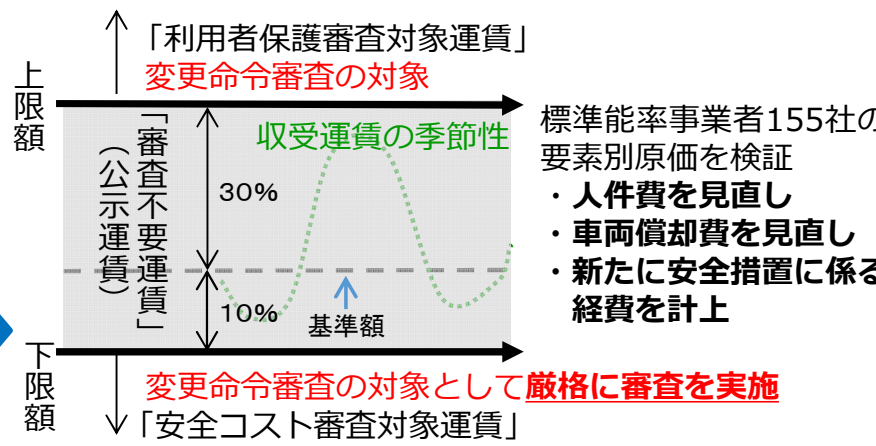 「利用者保護審査対象運賃」
変更命令審査の対象
上限額
「審査不要運賃」
（公示運賃）
収受運賃の季節性
30%
10%
基準額
標準能率事業者155社の
要素別原価を検証
・人件費を見直し
・車両償却費を見直し
・新たに安全措置に係る
経費を計上
下限額
変更命令審査の対象として厳格に審査を実施
「安全コスト審査対象運賃」